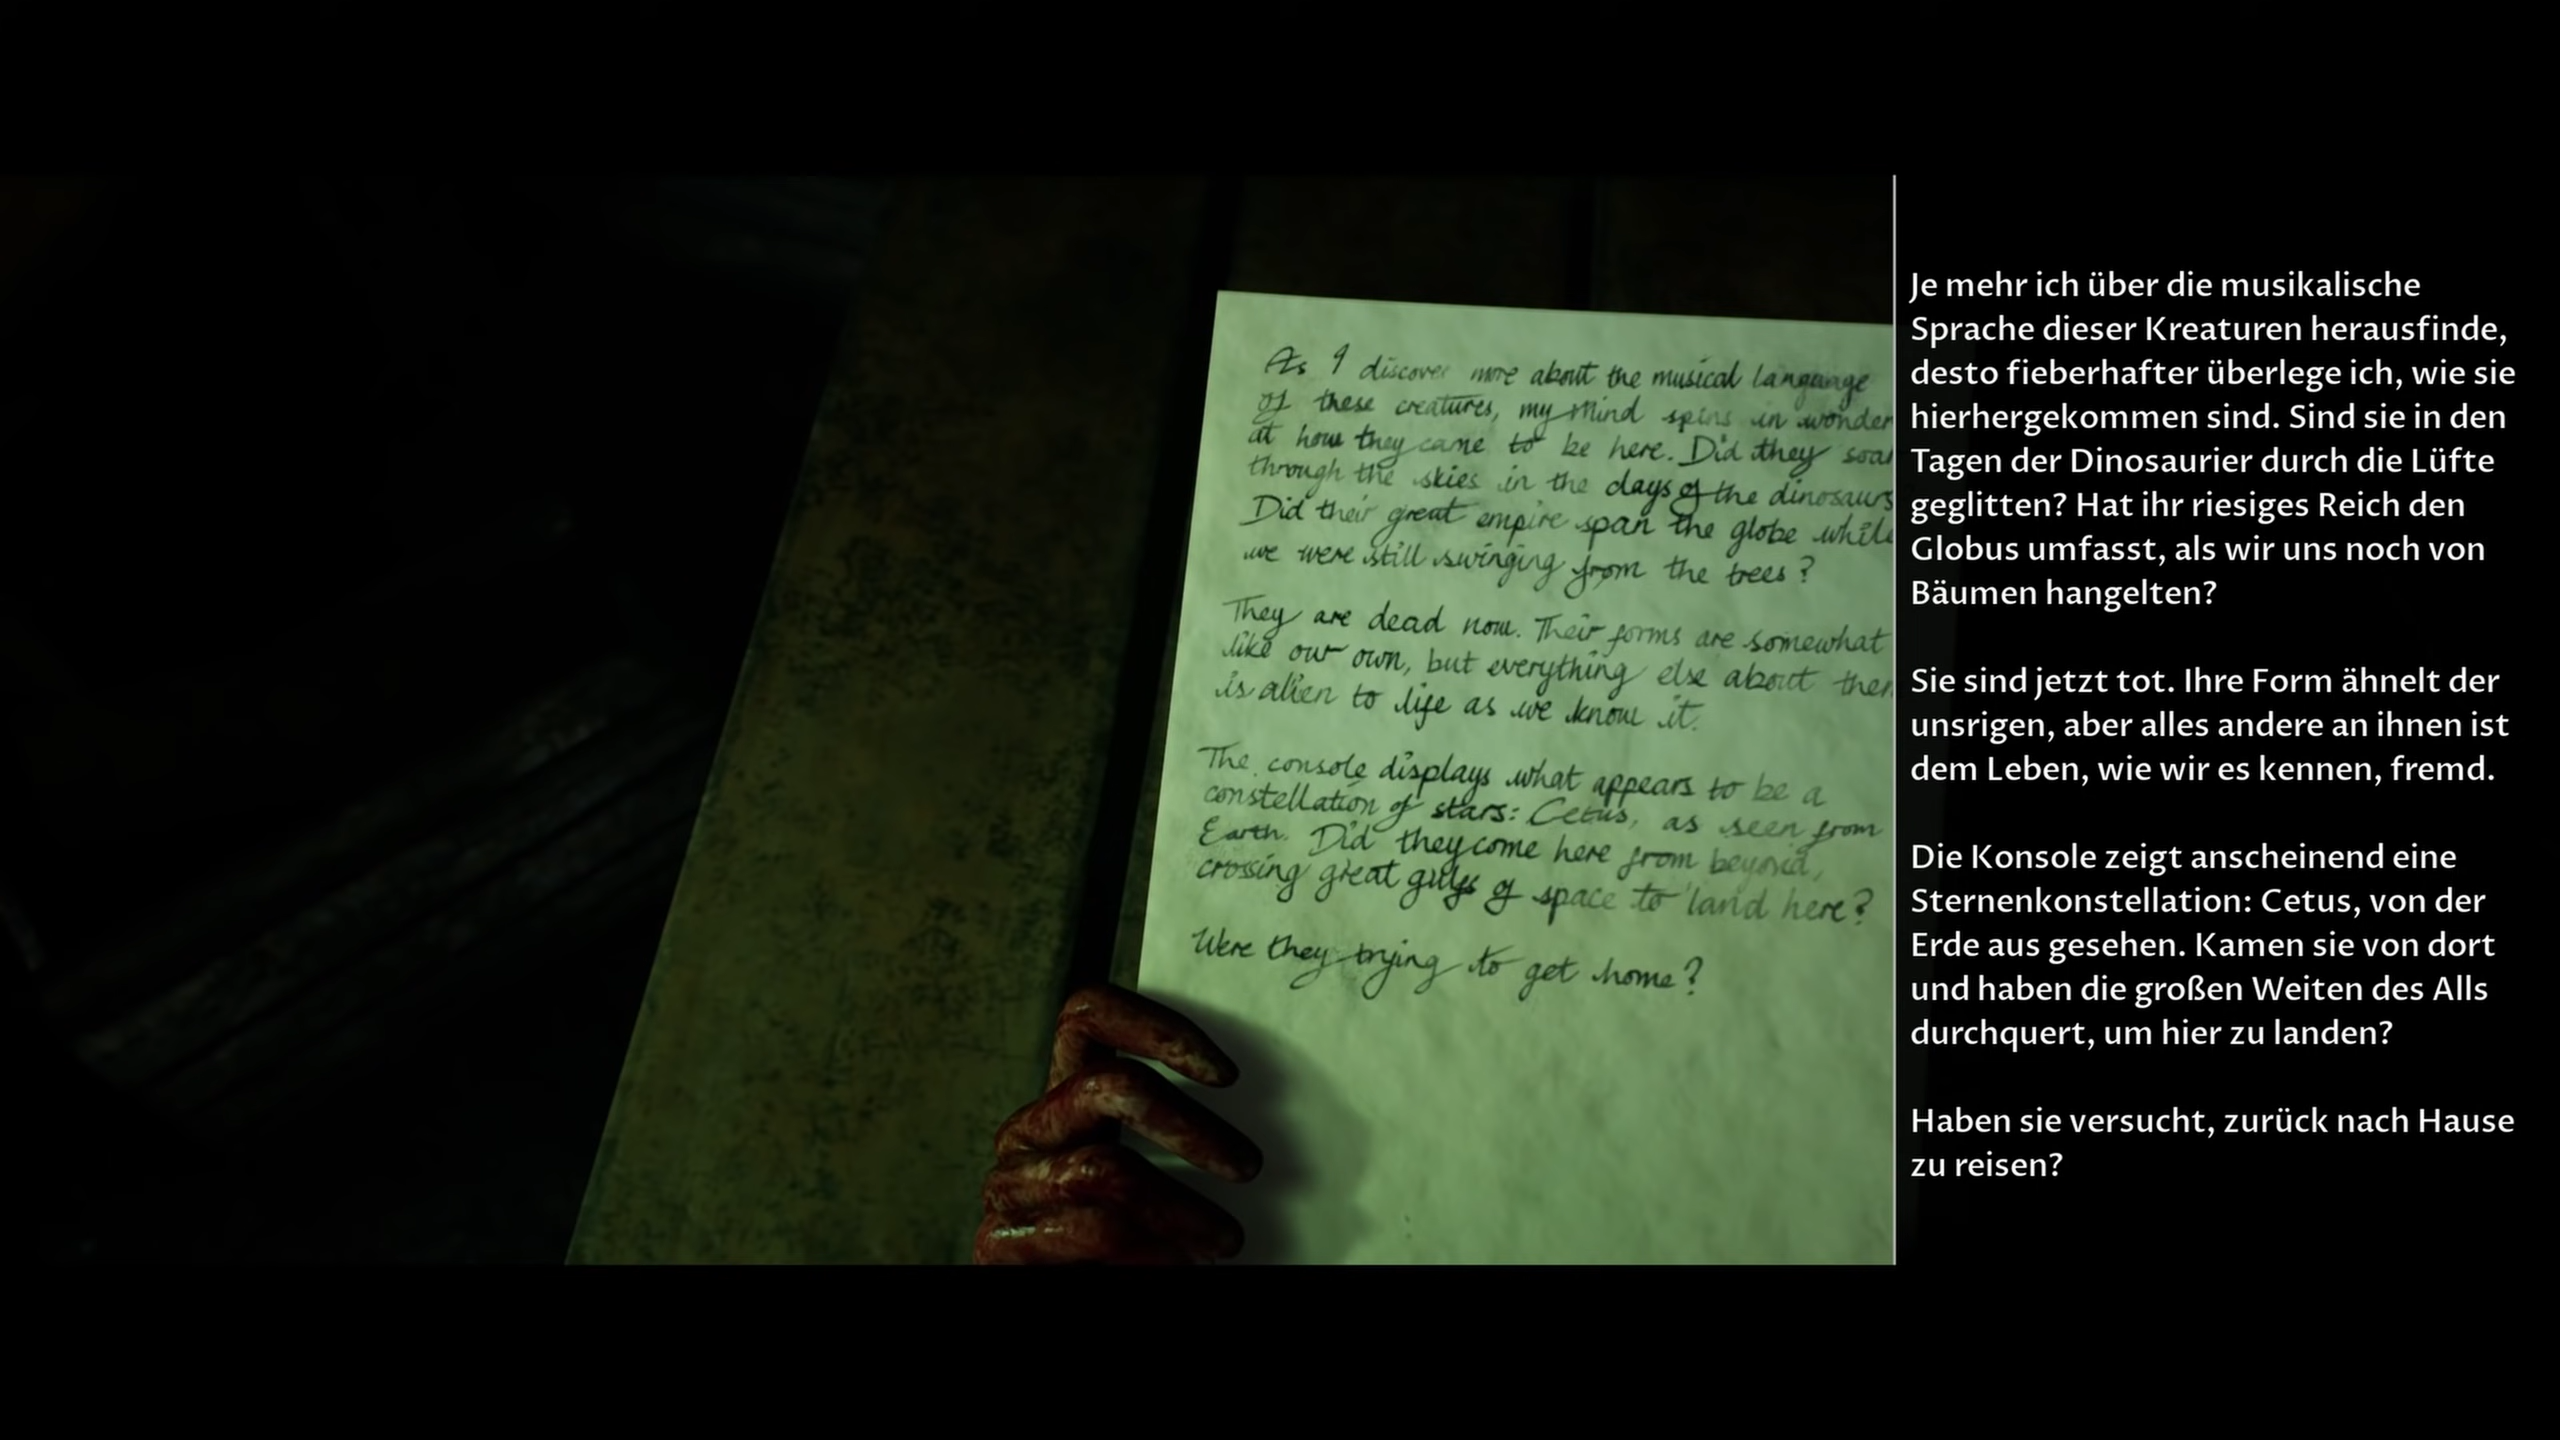 As I discover more about the musical language
of these creatures, my mind spins in wonder
at how they came to be here. Did they soar
through the skies in the days of the dinosaurs
Did their great empire span the globe while
we were still swinging from the trees?
They are dead now. Their forms are somewhat
like our own, but everything else about them
is alien to life as we know it.
The console displays what appears to be a
constellation of stars: Cetus, as seen from
Earth. Did they come here from beyond,
crossing great gulfs of space to land here?
Were they trying to get home?
Je mehr ich über die musikalische
Sprache dieser Kreaturen herausfinde,
desto fieberhafter überlege ich, wie sie
hierhergekommen sind. Sind sie in den
Tagen der Dinosaurier durch die Lüfte
geglitten? Hat ihr riesiges Reich den
Globus umfasst, als wir uns noch von
Bäumen hangelten?
Sie sind jetzt tot. Ihre Form ähnelt der
unsrigen, aber alles andere an ihnen ist
dem Leben, wie wir es kennen, fremd.
Die Konsole zeigt anscheinend eine
Sternenkonstellation: Cetus, von der
Erde aus gesehen. Kamen sie von dort
und haben die großen Weiten des Alls
durchquert, um hier zu landen?
Haben sie versucht, zurück nach Hause
zu reisen?